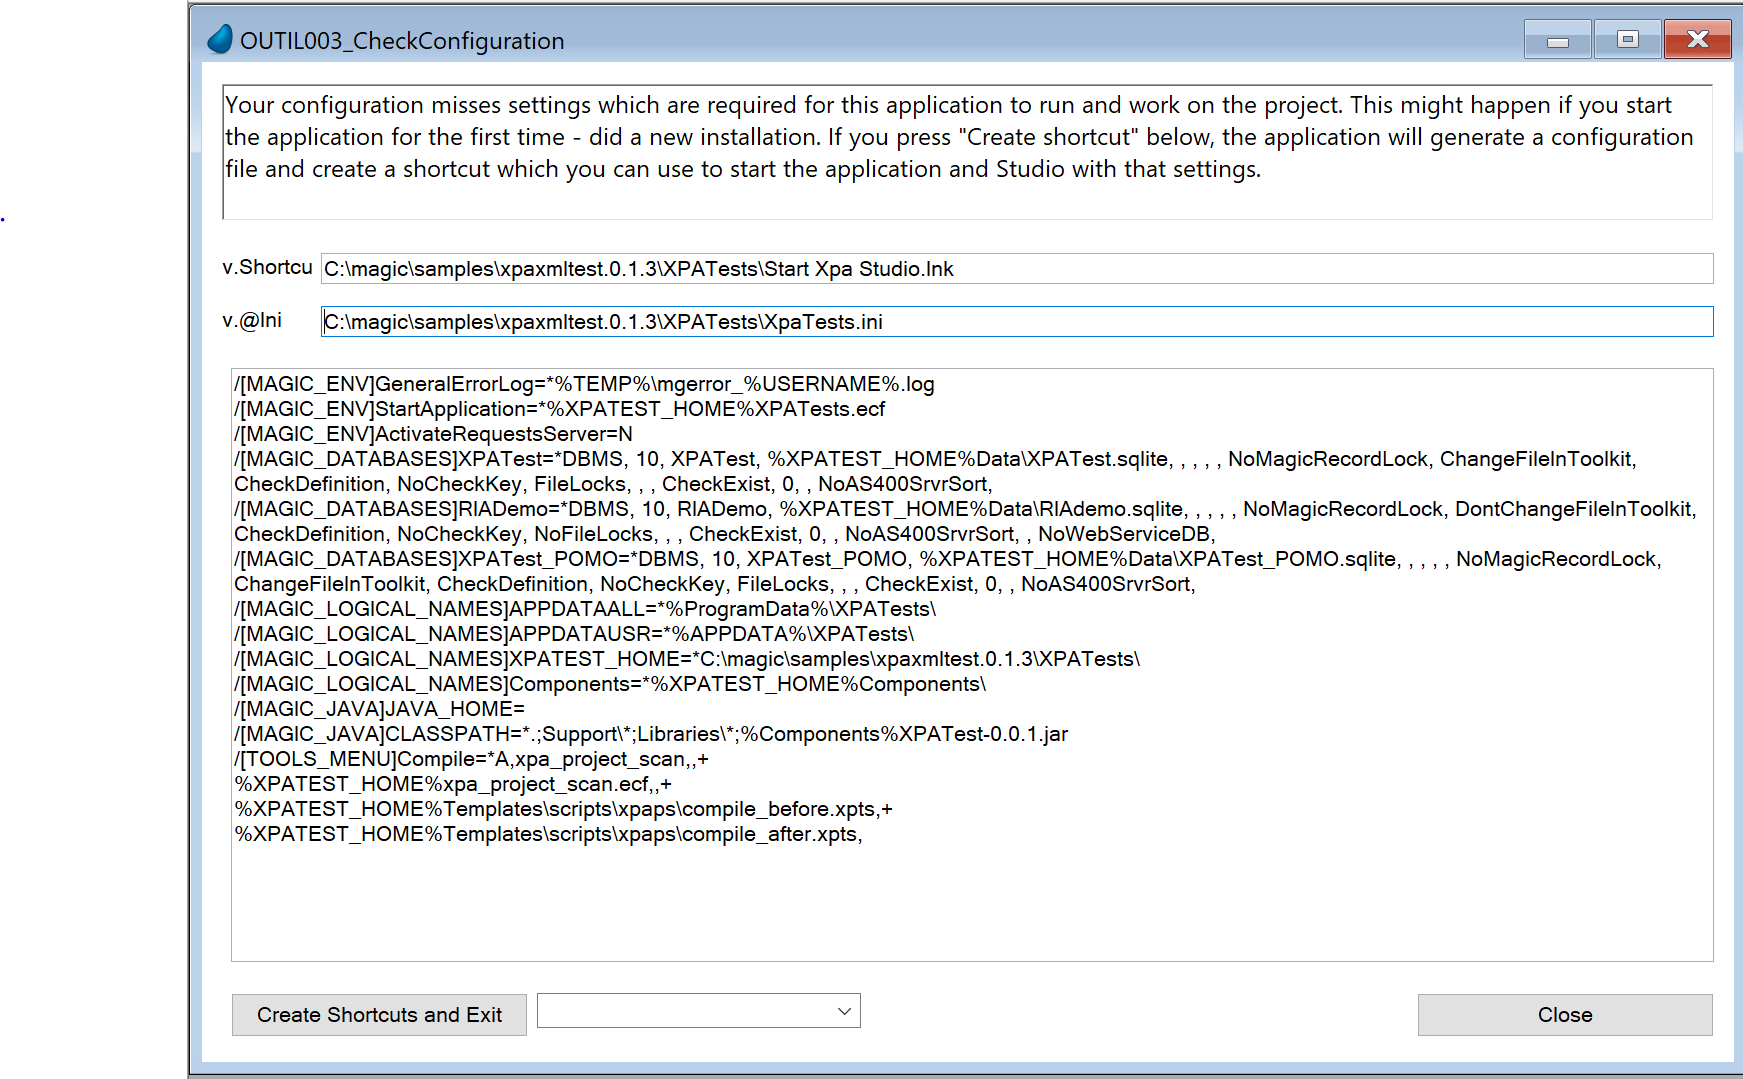 OUTIL003_CheckConfiguration
Your configuration misses settings which are required for this application to run and work on the project. This might happen if you start
the application for the first time - did a new installation. If you press "Create shortcut" below, the application will generate a configuration
file and create a shortcut which you can use to start the application and Studio with that settings.
v.Shortcu C:\magic\samples\xpaxmltest.0.1.3\XPATests\Start Xpa Studio.lnk
v.@Ini C:\magic\samples\xpaxmltest.0.1.3\XPATests\XpaTests.ini
/[MAGIC_ENV]GeneralErrorLog=*%TEMP%\mgerror_%USERNAME%.log
/[MAGIC_ENV]StartApplication=*%XPATEST_HOME%XPATests.ecf
/[MAGIC_ENV]ActivateRequestsServer=N
/[MAGIC_DATABASES]XPATest=*DBMS, 10, XPATest, %XPATEST_HOME%Data\XPATest.sqlite, , , , , NoMagicRecordLock, ChangeFileInToolkit,
CheckDefinition, NoCheckKey, FileLocks, , , CheckExist, 0, , NoAS400SrvrSort,
/[MAGIC_DATABASES]RIADemo=*DBMS, 10, RIADemo, %XPATEST_HOME%Data\RIAdemo.sqlite, , , , , NoMagicRecordLock, DontChangeFileInToolkit,
CheckDefinition, NoCheckKey, NoFileLocks, , , CheckExist, 0, , NoAS400SrvrSort, , NoWebServiceDB,
/[MAGIC_DATABASES]XPATest_POMO=*DBMS, 10, XPATest_POMO, %XPATEST_HOME%Data\XPATest_POMO.sqlite, , , , , NoMagicRecordLock,
ChangeFileInToolkit, CheckDefinition, NoCheckKey, FileLocks, , , CheckExist, 0, , NoAS400SrvrSort,
/[MAGIC_LOGICAL_NAMES]APPDATAALL=*%ProgramData%\XPATests\
/[MAGIC_LOGICAL_NAMES]APPDATAUSR=*%APPDATA%\XPATests\
/[MAGIC_LOGICAL_NAMES]XPATEST_HOME=*C:\magic\samples\xpaxmltest.0.1.3\XPATests\
/[MAGIC_LOGICAL_NAMES]Components=*%XPATEST_HOME%Components\
/[MAGIC_JAVA]JAVA_HOME=
/[MAGIC_JAVA]CLASSPATH=*.;Support\*;Libraries\*;%Components%XPATest-0.0.1.jar
/[TOOLS_MENU]Compile=*A,xpa_project_scan,,+
%XPATEST_HOME%xpa_project_scan.ecf,,+
%XPATEST_HOME%Templates\scripts\xpaps\compile_before.xpts,+
%XPATEST_HOME%Templates\scripts\xpaps\compile_after.xpts,
Create Shortcuts and Exit
Close